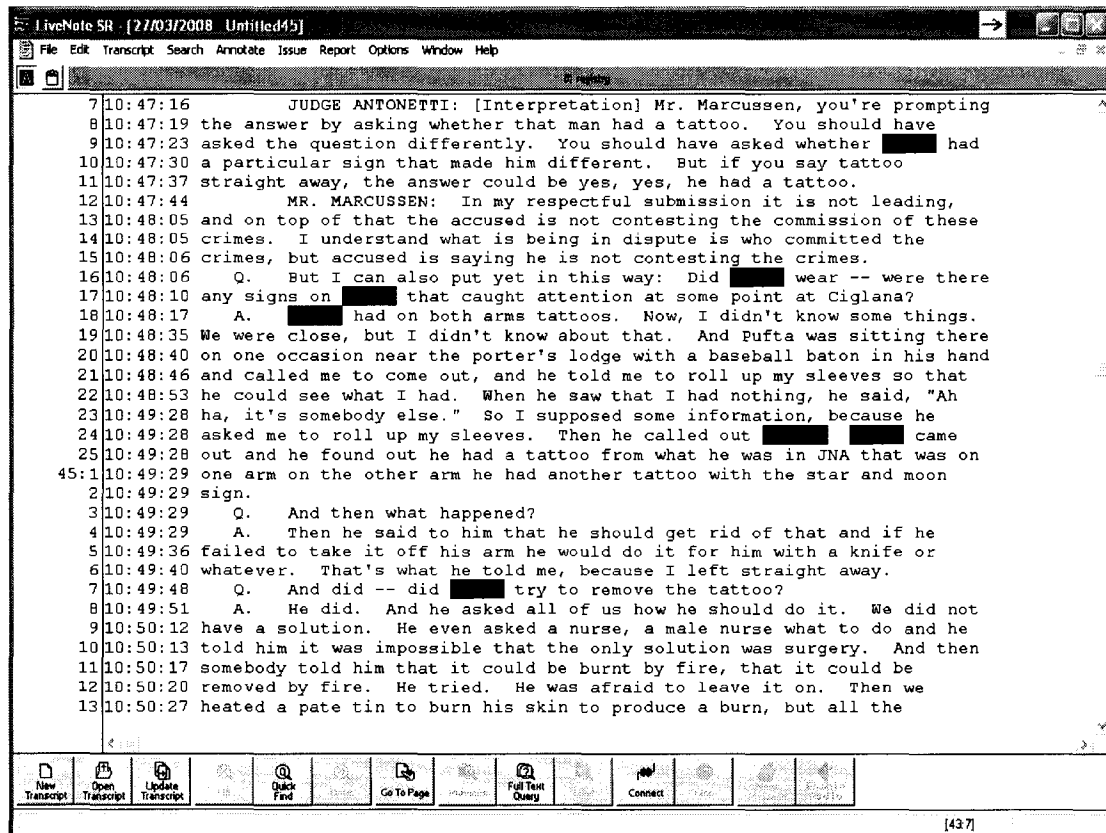 LiveNote SR - [27/03/2008 Untitled45]
File Edit Transcript Search Annotate Issue Report Options Window Help
7 10:47:16 JUDGE ANTONETTI: [Interpretation] Mr. Marcussen, you're prompting
8 10:47:19 the answer by asking whether that man had a tattoo. You should have
9 10:47:23 asked the question differently. You should have asked whether had
10 10:47:30 a particular sign that made him different. But if you say tattoo
11 10:47:37 straight away, the answer could be yes, yes, he had a tattoo.
12 10:47:44 MR. MARCUSSEN: In my respectful submission it is not leading,
13 10:48:05 and on top of that the accused is not contesting the commission of these
14 10:48:05 crimes. I understand what is being in dispute is who committed the
15 10:48:06 crimes, but accused is saying he is not contesting the crimes.
16 10:48:06 Q. But I can also put yet in this way: Did wear -- were there
17 10:48:10 any signs on that caught attention at some point at Ciglana?
18 10:48:17 A. had on both arms tattoos. Now, I didn't know some things.
19 10:48:35 We were close, but I didn't know about that. And Pufta was sitting there
20 10:48:40 on one occasion near the porter's lodge with a baseball baton in his hand
21 10:48:46 and called me to come out, and he told me to roll up my sleeves so that
22 10:48:53 he could see what I had. When he saw that I had nothing, he said, "Ah
23 10:49:28 ha, it's somebody else." So I supposed some information, because he
24 10:49:28 asked me to roll up my sleeves. Then he called out came
25 10:49:28 out and he found out he had a tattoo from what he was in JNA that was on
45:1 10:49:29 one arm on the other arm he had another tattoo with the star and moon
2 10:49:29 sign.
3 10:49:29 Q. And then what happened?
4 10:49:29 A. Then he said to him that he should get rid of that and if he
5 10:49:36 failed to take it off his arm he would do it for him with a knife or
6 10:49:40 whatever. That's what he told me, because I left straight away.
7 10:49:48 Q. And did -- did try to remove the tattoo?
8 10:49:51 A. He did. And he asked all of us how he should do it. We did not
9 10:50:12 have a solution. He even asked a nurse, a male nurse what to do and he
10 10:50:13 told him it was impossible that the only solution was surgery. And then
11 10:50:17 somebody told him that it could be burnt by fire, that it could be
12 10:50:20 removed by fire. He tried. He was afraid to leave it on. Then we
13 10:50:27 heated a pate tin to burn his skin to produce a burn, but all the
New Transcript Open Transcript Update Transcript Quick Find Go To Page Full Text Query Connect
[43:7]